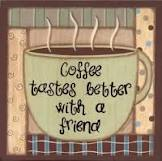 Coffee
tastes better
with a
friend